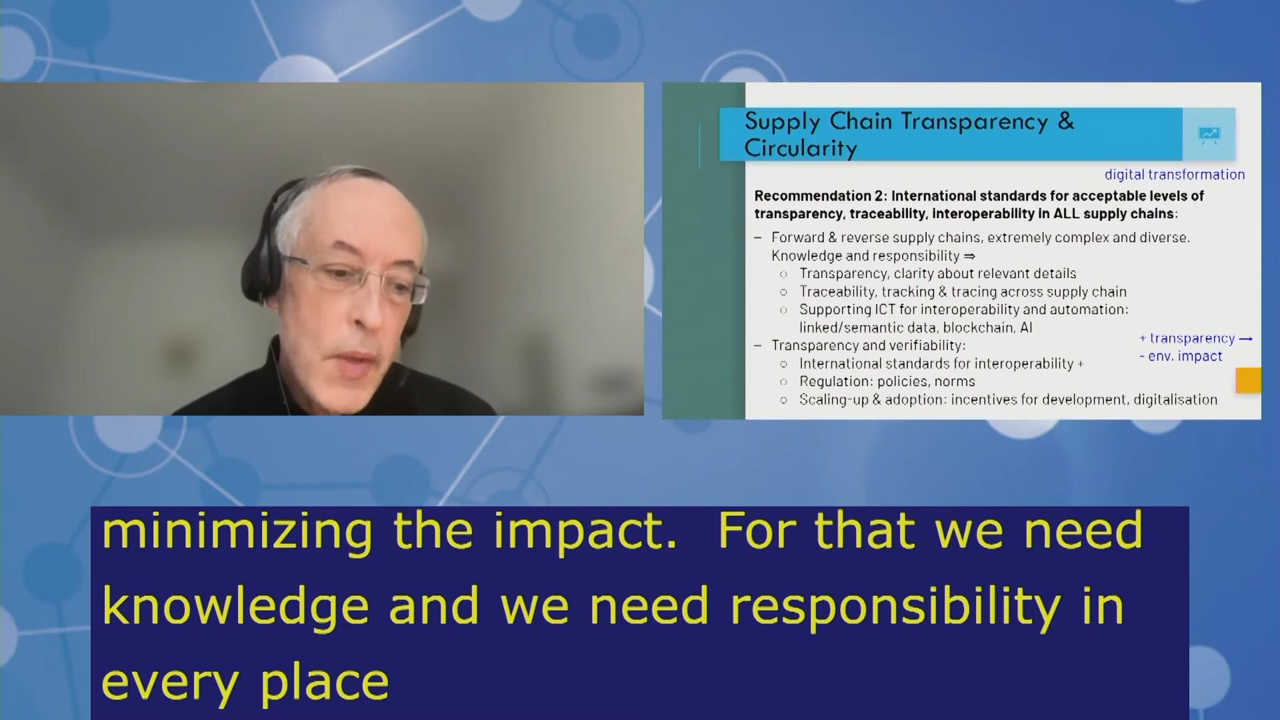 Supply Chain Transparency &
Circularity
digital transformation
Recommendation 2: International standards for acceptable levels of
transparency, traceability, interoperability in ALL supply chains:
– Forward & reverse supply chains, extremely complex and diverse.
Knowledge and responsibility ⇒
○ Transparency, clarity about relevant details
○ Traceability, tracking & tracing across supply chain
○ Supporting ICT for interoperability and automation:
linked/semantic data, blockchain, AI
– Transparency and verifiability:
+ transparency →
- env. impact
○ International standards for interoperability +
○ Regulation: policies, norms
○ Scaling-up & adoption: incentives for development, digitalisation
minimizing the impact.  For that we need
knowledge and we need responsibility in
every place